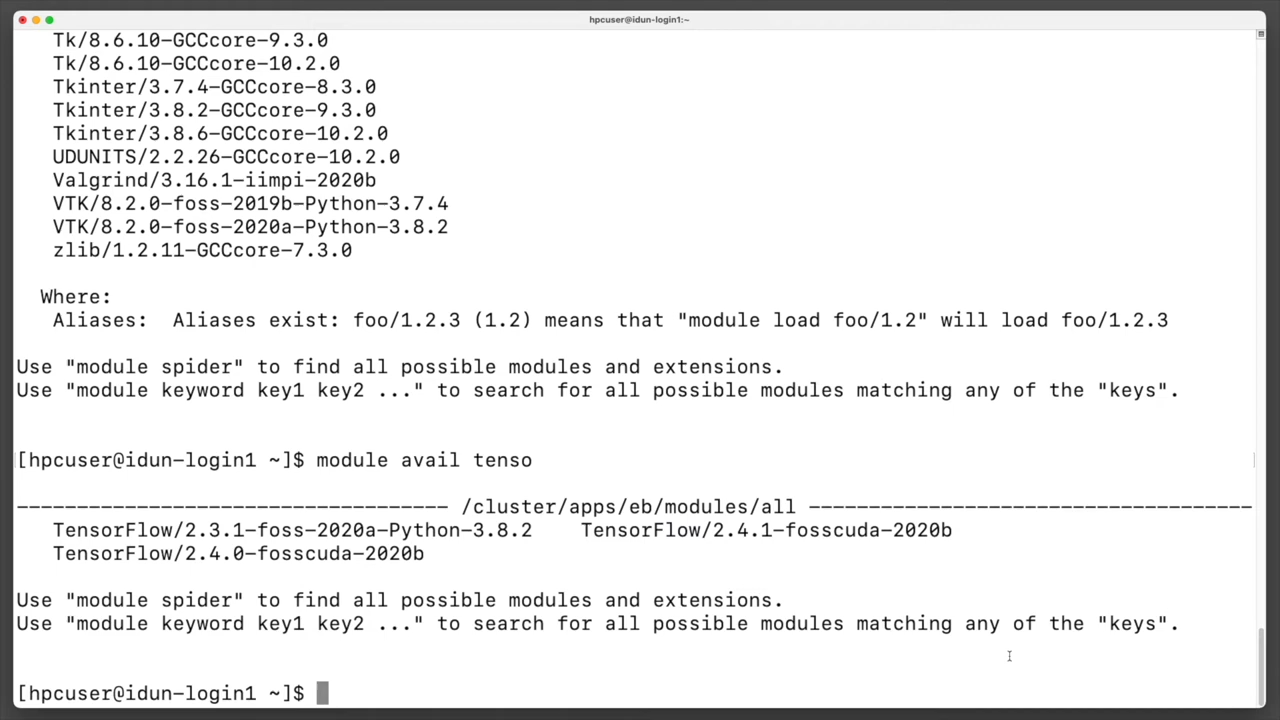 hpcuser@idun-login1:~
Tk/8.6.10-GCCcore-9.3.0
Tk/8.6.10-GCCcore-10.2.0
Tkinter/3.7.4-GCCcore-8.3.0
Tkinter/3.8.2-GCCcore-9.3.0
Tkinter/3.8.6-GCCcore-10.2.0
UDUNITS/2.2.26-GCCcore-10.2.0
Valgrind/3.16.1-iimpi-2020b
VTK/8.2.0-foss-2019b-Python-3.7.4
VTK/8.2.0-foss-2020a-Python-3.8.2
zlib/1.2.11-GCCcore-7.3.0
Where:
Aliases:  Aliases exist: foo/1.2.3 (1.2) means that "module load foo/1.2" will load foo/1.2.3
Use "module spider" to find all possible modules and extensions.
Use "module keyword key1 key2 ..." to search for all possible modules matching any of the "keys".
[hpcuser@idun-login1 ~]$ module avail tenso
------------------------------------ /cluster/apps/eb/modules/all -------------------------------------
TensorFlow/2.3.1-foss-2020a-Python-3.8.2    TensorFlow/2.4.1-fosscuda-2020b
TensorFlow/2.4.0-fosscuda-2020b
Use "module spider" to find all possible modules and extensions.
Use "module keyword key1 key2 ..." to search for all possible modules matching any of the "keys".
[hpcuser@idun-login1 ~]$